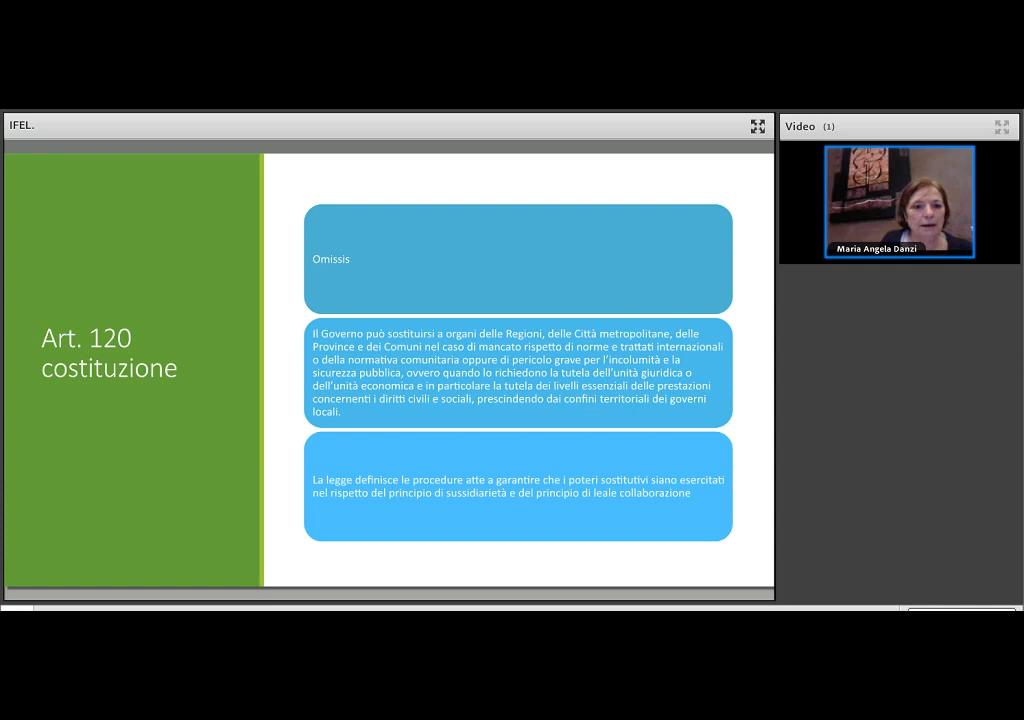 IFEL.
Video (1)
Maria Angela Danzi
Art. 120
costituzione
Omissis
Il Governo può sostituirsi a organi delle Regioni, delle Città metropolitane, delle
Province e dei Comuni nel caso di mancato rispetto di norme e trattati internazionali
o della normativa comunitaria oppure di pericolo grave per l'incolumità e la
sicurezza pubblica, ovvero quando lo richiedono la tutela dell'unità giuridica o
dell'unità economica e in particolare la tutela dei livelli essenziali delle prestazioni
concernenti i diritti civili e sociali, prescindendo dai confini territoriali dei governi
locali.
La legge definisce le procedure atte a garantire che i poteri sostitutivi siano esercitati
nel rispetto del principio di sussidiarietà e del principio di leale collaborazione